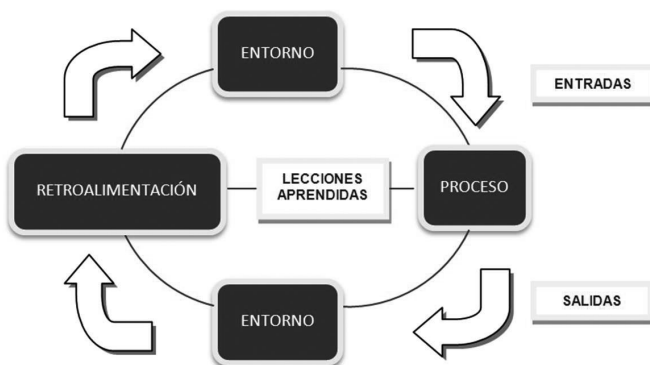 ENTORNO
ENTRADAS
RETROALIMENTACIÓN
LECCIONES
APRENDIDAS
PROCESO
ENTORNO
SALIDAS